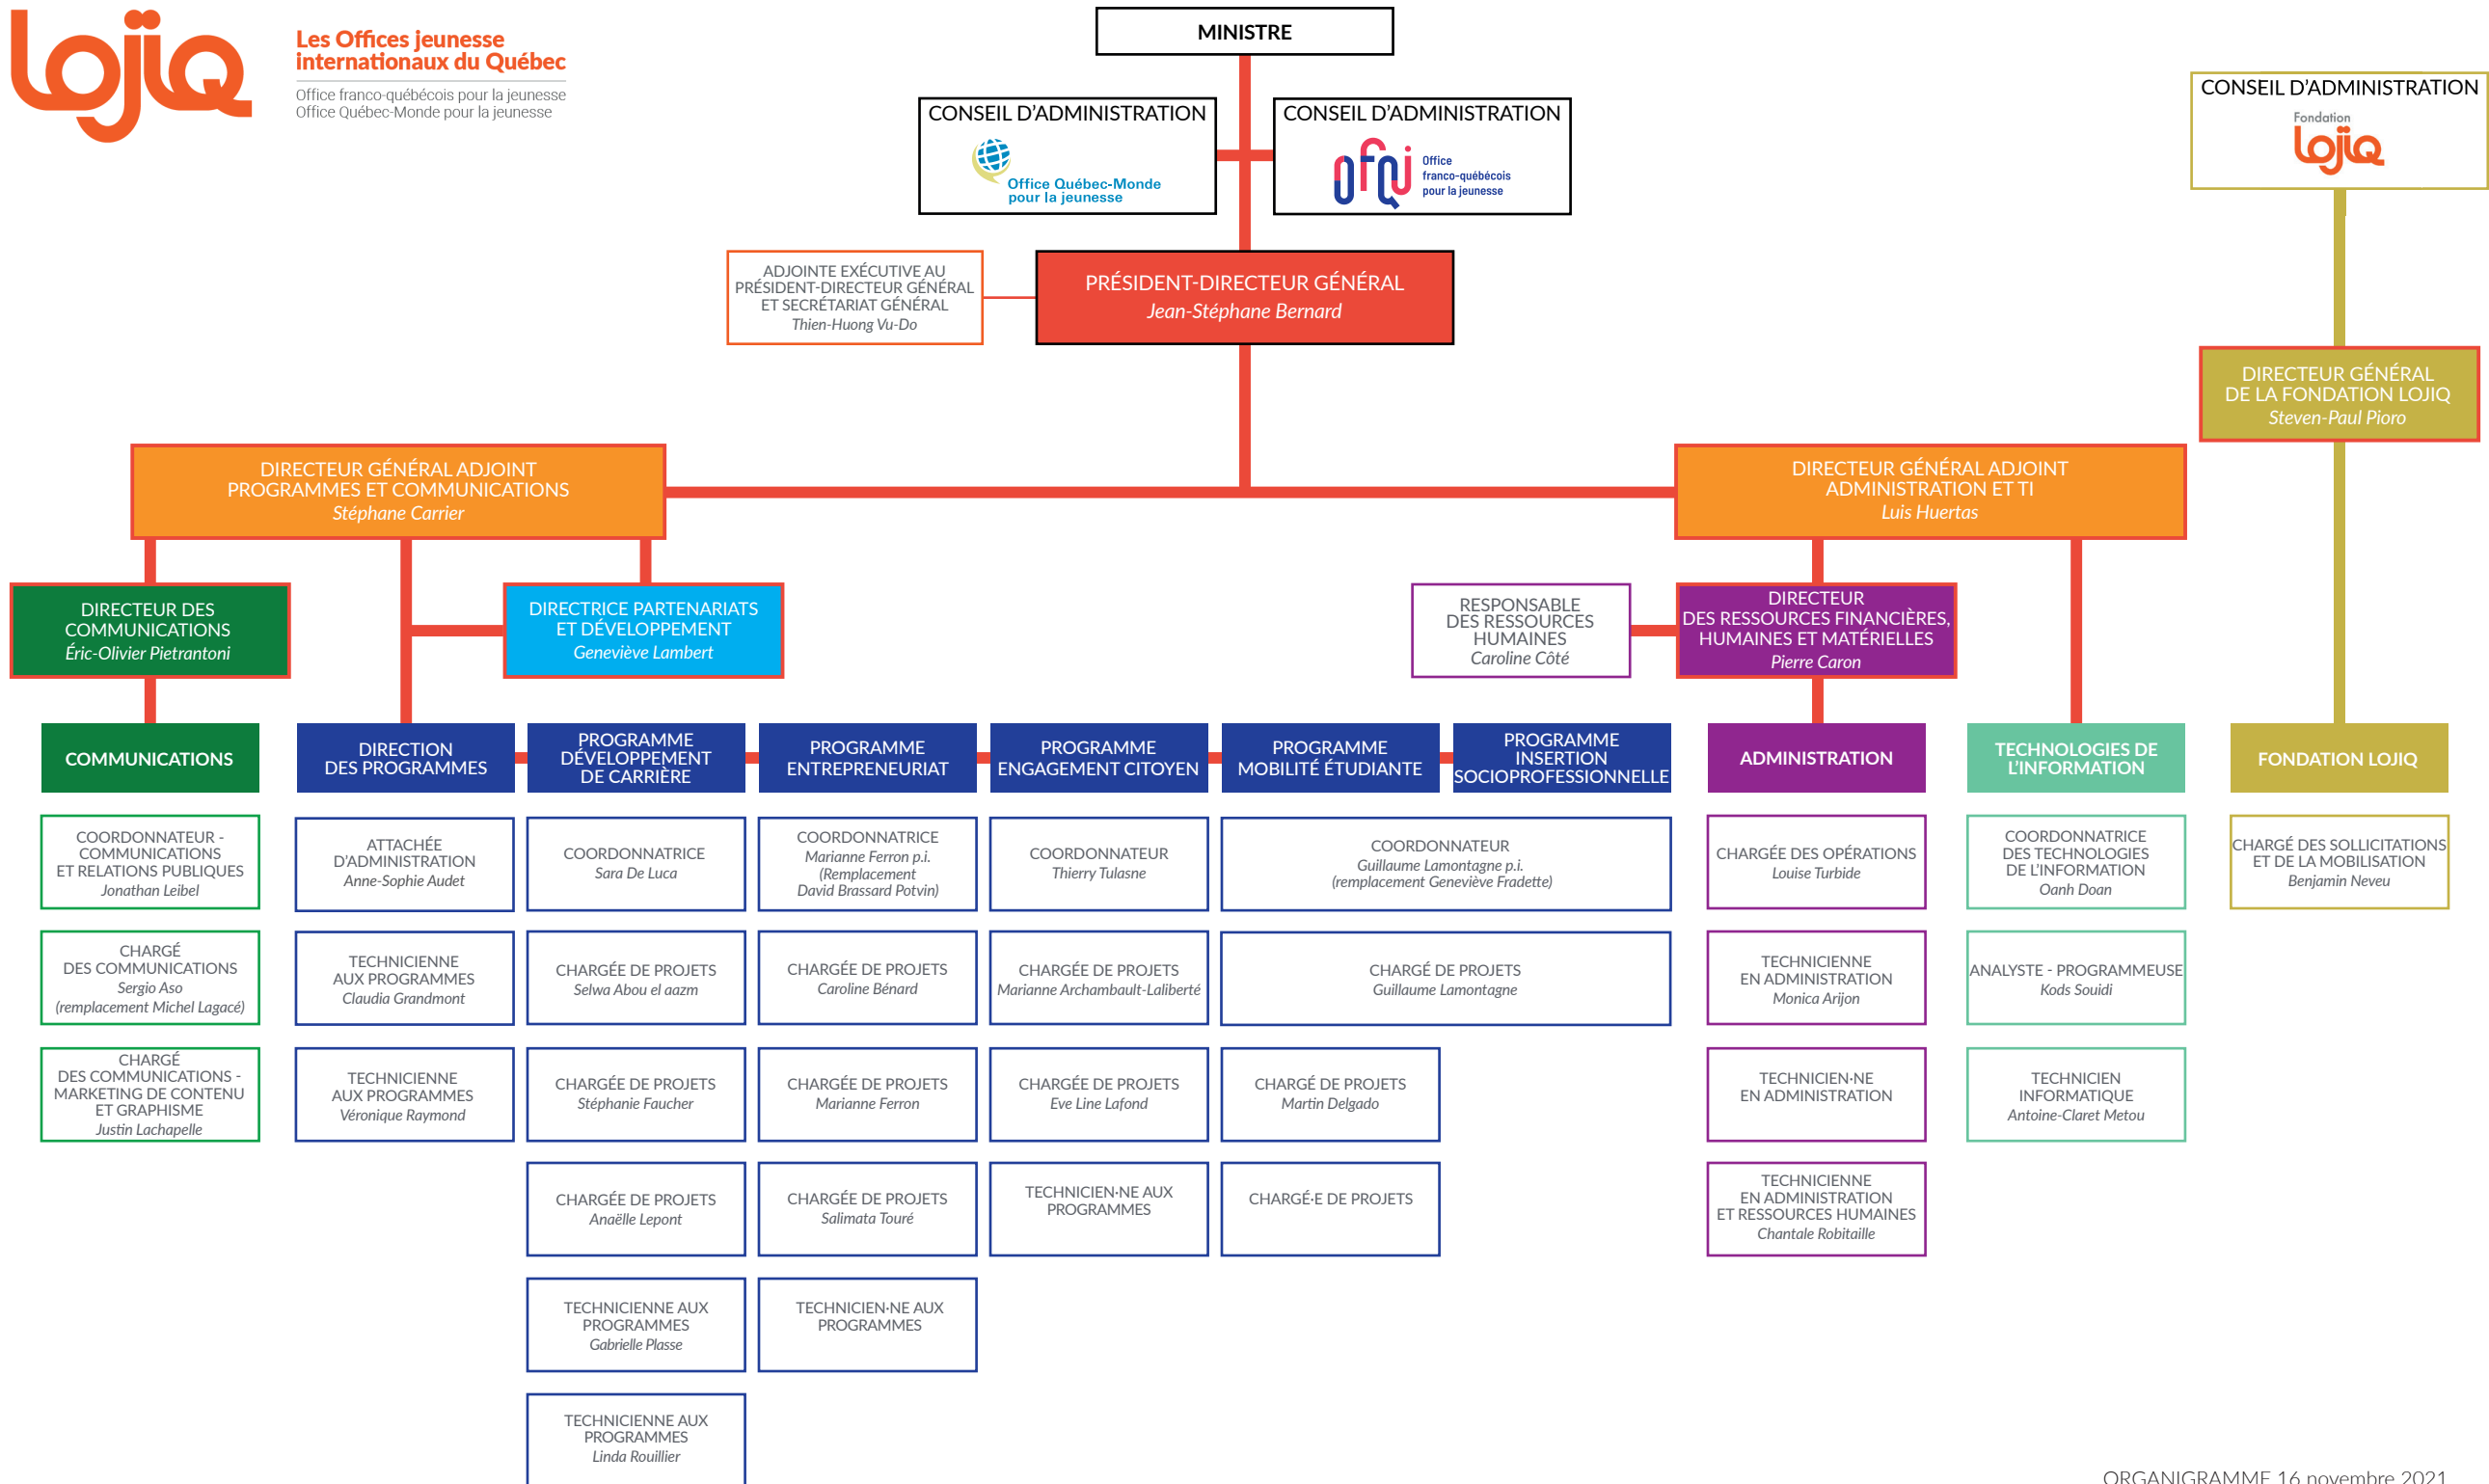 lojiq
Les Offices jeunesse
internationaux du Québec
Office franco-québécois pour la jeunesse
Office Québec-Monde pour la jeunesse
MINISTRE
CONSEIL D'ADMINISTRATION
Office Québec-Monde
pour la jeunesse
CONSEIL D'ADMINISTRATION
ofqj
Office
franco-québécois
pour la jeunesse
CONSEIL D'ADMINISTRATION
Fondation
lojiq
ADJOINTE EXÉCUTIVE AU
PRÉSIDENT-DIRECTEUR GÉNÉRAL
ET SECRÉTARIAT GÉNÉRAL
Thien-Huong Vu-Do
PRÉSIDENT-DIRECTEUR GÉNÉRAL
Jean-Stéphane Bernard
DIRECTEUR GÉNÉRAL
DE LA FONDATION LOJIQ
Steven-Paul Pioro
DIRECTEUR GÉNÉRAL ADJOINT
PROGRAMMES ET COMMUNICATIONS
Stéphane Carrier
DIRECTEUR GÉNÉRAL ADJOINT
ADMINISTRATION ET TI
Luis Huertas
DIRECTEUR DES
COMMUNICATIONS
Éric-Olivier Pietrantoni
DIRECTRICE PARTENARIATS
ET DÉVELOPPEMENT
Geneviève Lambert
RESPONSABLE
DES RESSOURCES
HUMAINES
Caroline Côté
DIRECTEUR
DES RESSOURCES FINANCIÈRES,
HUMAINES ET MATÉRIELLES
Pierre Caron
COMMUNICATIONS
COORDONNATEUR -
COMMUNICATIONS
ET RELATIONS PUBLIQUES
Jonathan Leibel
CHARGÉ
DES COMMUNICATIONS
Sergio Aso
(remplacement Michel Lagacé)
CHARGÉ
DES COMMUNICATIONS -
MARKETING DE CONTENU
ET GRAPHISME
Justin Lachapelle
DIRECTION
DES PROGRAMMES
ATTACHÉE
D'ADMINISTRATION
Anne-Sophie Audet
TECHNICIENNE
AUX PROGRAMMES
Claudia Grandmont
TECHNICIENNE
AUX PROGRAMMES
Véronique Raymond
PROGRAMME
DÉVELOPPEMENT
DE CARRIÈRE
COORDONNATRICE
Sara De Luca
CHARGÉE DE PROJETS
Selwa Abou el aazm
CHARGÉE DE PROJETS
Stéphanie Faucher
CHARGÉE DE PROJETS
Anaëlle Lepont
TECHNICIENNE AUX
PROGRAMMES
Gabrielle Plasse
TECHNICIENNE AUX
PROGRAMMES
Linda Rouillier
PROGRAMME
ENTREPRENEURIAT
COORDONNATRICE
Marianne Ferron p.i.
(Remplacement
David Brassard Potvin)
CHARGÉE DE PROJETS
Caroline Bénard
CHARGÉE DE PROJETS
Marianne Ferron
CHARGÉE DE PROJETS
Salimata Touré
TECHNICIEN·NE AUX
PROGRAMMES
PROGRAMME
ENGAGEMENT CITOYEN
COORDONNATEUR
Thierry Tulasne
CHARGÉE DE PROJETS
Marianne Archambault-Laliberté
CHARGÉE DE PROJETS
Eve Line Lafond
TECHNICIEN·NE AUX
PROGRAMMES
PROGRAMME
MOBILITÉ ÉTUDIANTE
PROGRAMME
INSERTION
SOCIOPROFESSIONNELLE
COORDONNATEUR
Guillaume Lamontagne p.i.
(remplacement Geneviève Fradette)
CHARGÉ DE PROJETS
Guillaume Lamontagne
CHARGÉ DE PROJETS
Martin Delgado
CHARGÉ·E DE PROJETS
ADMINISTRATION
CHARGÉE DES OPÉRATIONS
Louise Turbide
TECHNICIENNE
EN ADMINISTRATION
Monica Arijon
TECHNICIEN·NE
EN ADMINISTRATION
TECHNICIENNE
EN ADMINISTRATION
ET RESSOURCES HUMAINES
Chantale Robitaille
TECHNOLOGIES DE
L'INFORMATION
COORDONNATRICE
DES TECHNOLOGIES
DE L'INFORMATION
Oanh Doan
ANALYSTE - PROGRAMMEUSE
Kods Souidi
TECHNICIEN
INFORMATIQUE
Antoine-Claret Metou
FONDATION LOJIQ
CHARGÉ DES SOLLICITATIONS
ET DE LA MOBILISATION
Benjamin Neveu
ORGANIGRAMME 16 novembre 2021